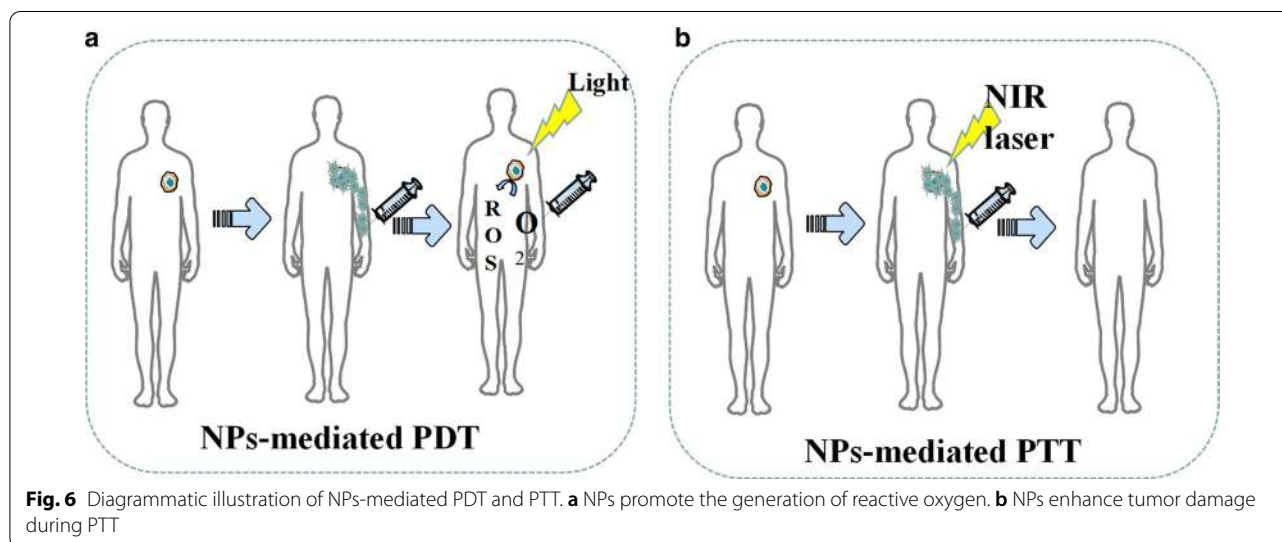 a
Light
R
O
S
O
2
NPs-mediated PDT
b
NIR
laser
NPs-mediated PTT
Fig. 6 Diagrammatic illustration of NPs-mediated PDT and PTT. a NPs promote the generation of reactive oxygen. b NPs enhance tumor damage
during PTT